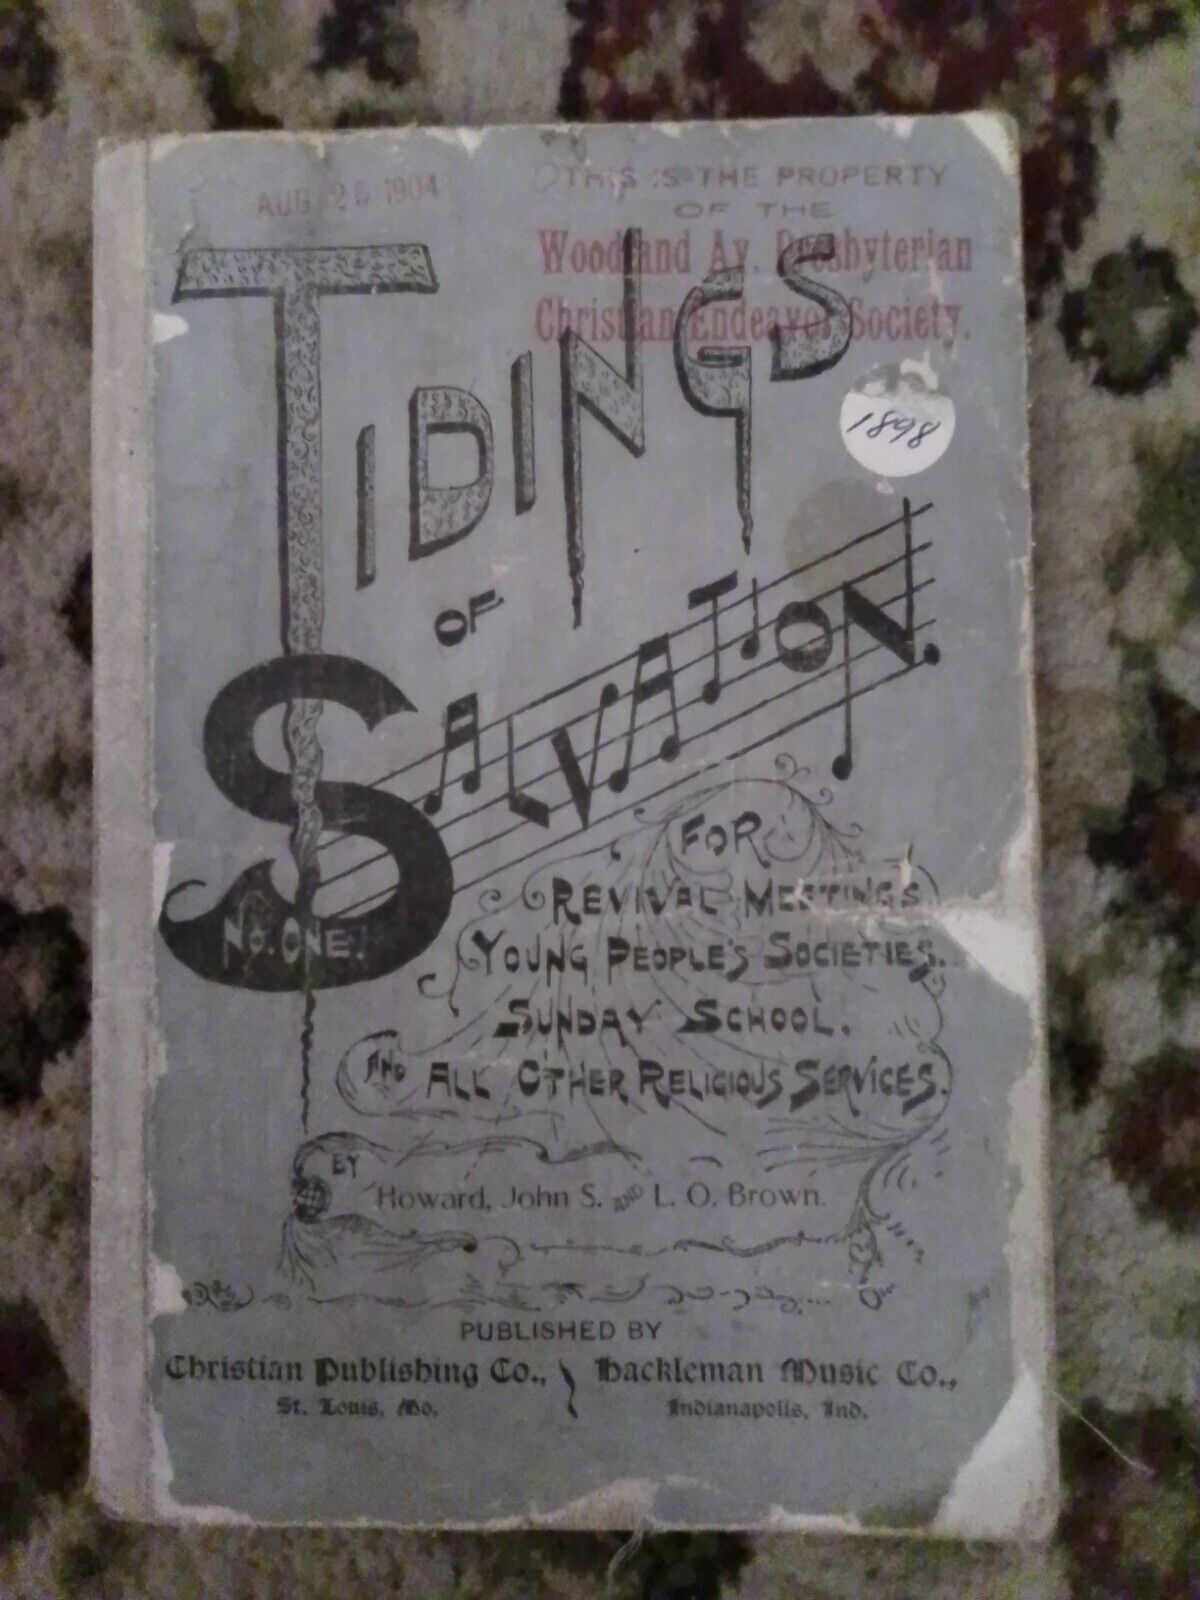 AUG 25 1904
THIS IS THE PROPERTY
OF THE
Woodland Av. Presbyterian
Christian Endeavor Society.
TIDINGS
1898
OF
SALVATION.
NO. ONE.
FOR
REVIVAL MEETINGS.
YOUNG PEOPLE'S SOCIETIES.
SUNDAY SCHOOL.
AND ALL OTHER RELIGIOUS SERVICES.
BY
Howard, John S. AND L. O. Brown.
PUBLISHED BY
Christian Publishing Co., Hackleman Music Co.,
St. Louis, Mo. Indianapolis, Ind.